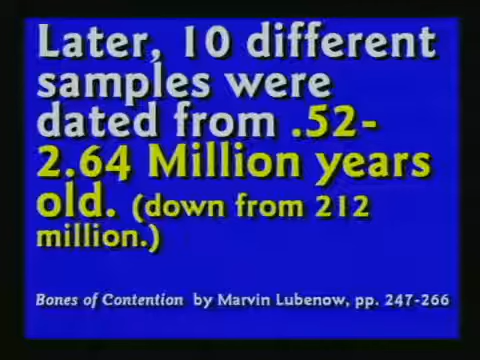 Later, 10 different
samples were
dated from .52-
2.64 Million years
old. (down from 212
million.)
Bones of Contention by Marvin Lubenow, pp. 247-266